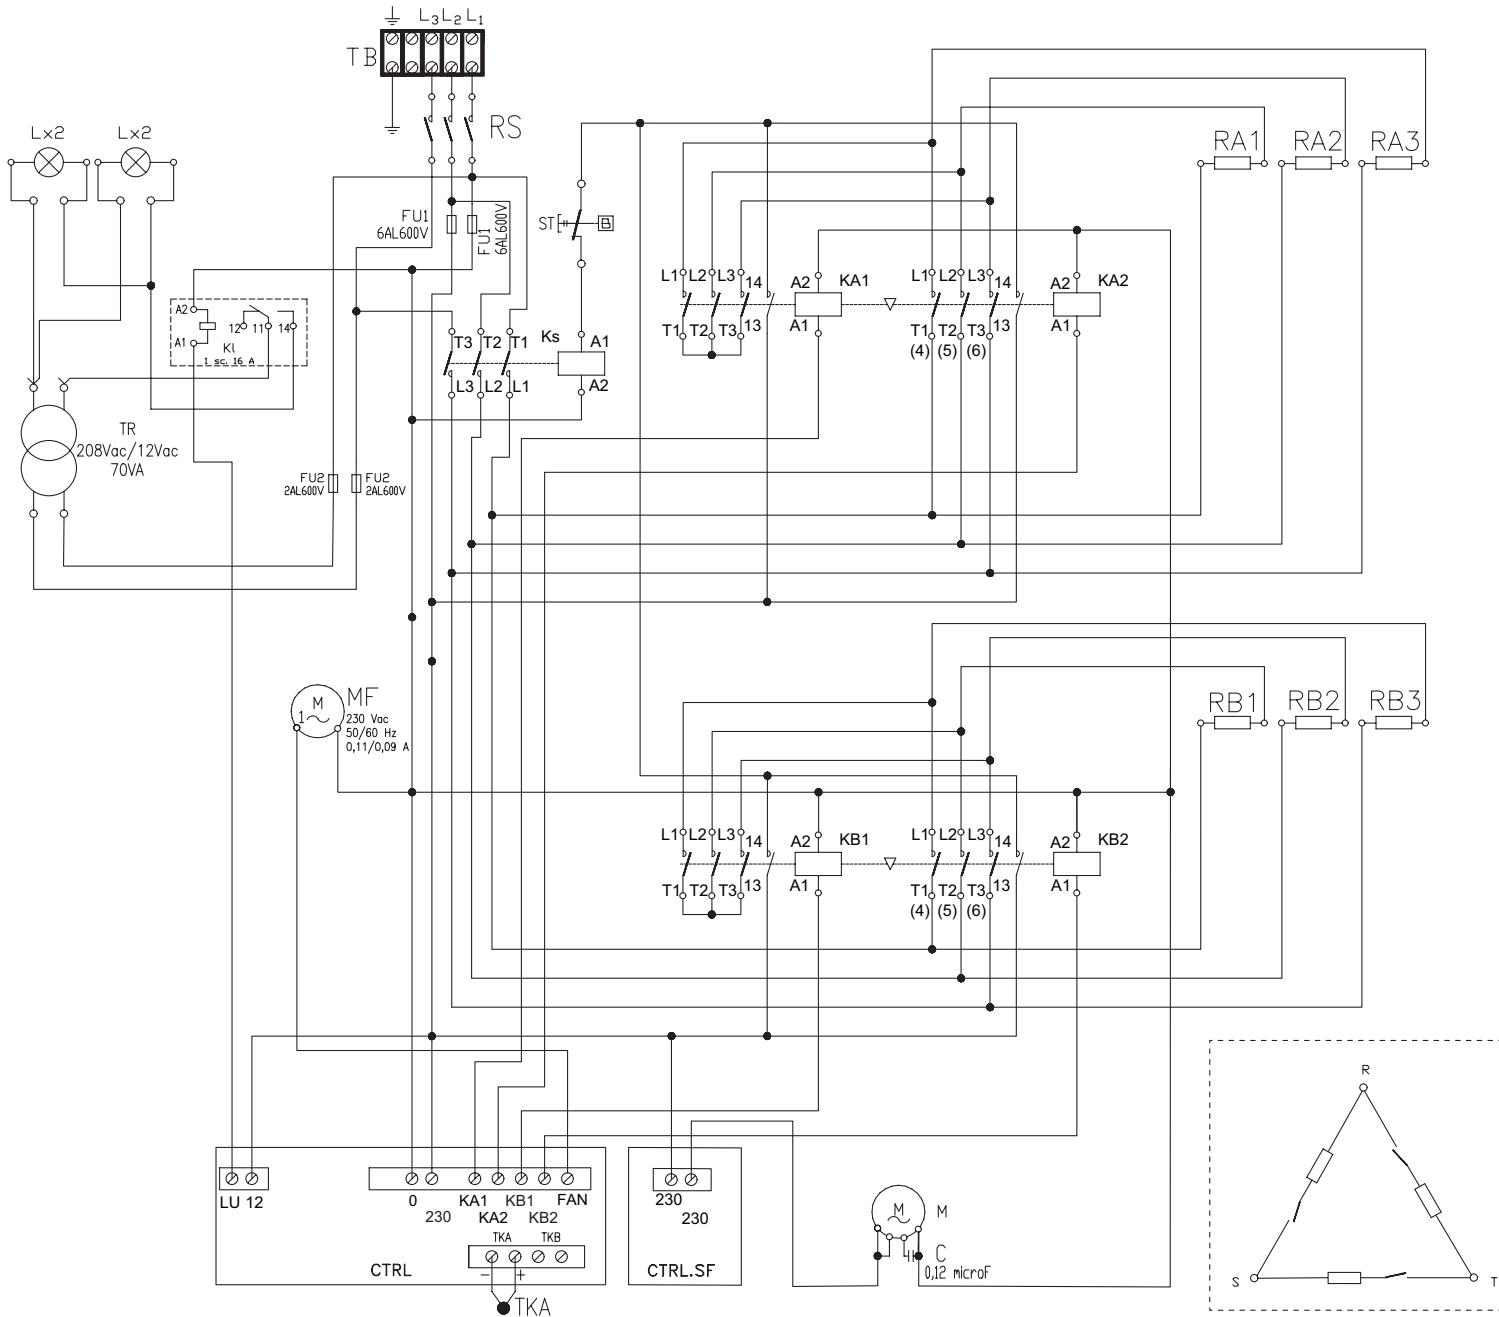 L3 L2 L1
TB
RS
Lx2 Lx2
RA1 RA2 RA3
FU1
6AL600V
FU1
6AL600V
ST
B
L1 L2 L3 14 A2 KA1 L1 L2 L3 14 A2 KA2
T1 T2 T3 13 A1 T1 T2 T3 13 A1
(4) (5) (6)
A2
12 11 14
A1
Kl
1 sc. 16 A
T3 T2 T1 Ks A1
L3 L2 L1 A2
TR
208Vac/12Vac
70VA
FU2
2AL600V
FU2
2AL600V
M
1
MF
230 Vac
50/60 Hz
0,11/0,09 A
RB1 RB2 RB3
L1 L2 L3 14 A2 KB1 L1 L2 L3 14 A2 KB2
T1 T2 T3 13 A1 T1 T2 T3 13 A1
(4) (5) (6)
R
S T
LU 12 0 KA1 KB1 FAN
230 KA2 KB2
TKA TKB
CTRL
- +
TKA
230
230
CTRL.SF
M M
C
0,12 microF